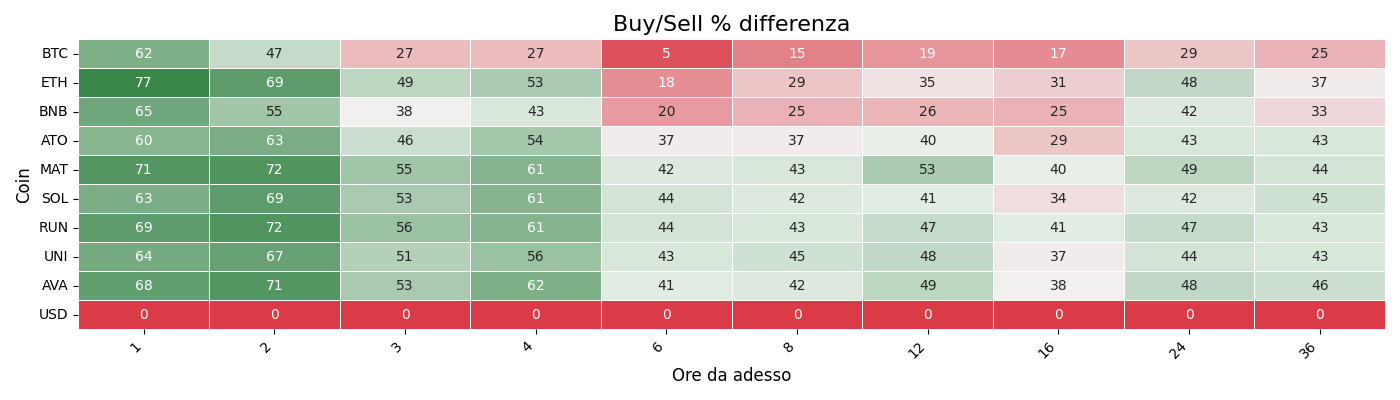 Buy/Sell % differenza
Coin
BTC 62 47 27 27 5 15 19 17 29 25
ETH 77 69 49 53 18 29 35 31 48 37
BNB 65 55 38 43 20 25 26 25 42 33
ATO 60 63 46 54 37 37 40 29 43 43
MAT 71 72 55 61 42 43 53 40 49 44
SOL 63 69 53 61 44 42 41 34 42 45
RUN 69 72 56 61 44 43 47 41 47 43
UNI 64 67 51 56 43 45 48 37 44 43
AVA 68 71 53 62 41 42 49 38 48 46
USD 0 0 0 0 0 0 0 0 0 0
1 2 3 4 6 8 12 16 24 36
Ore da adesso